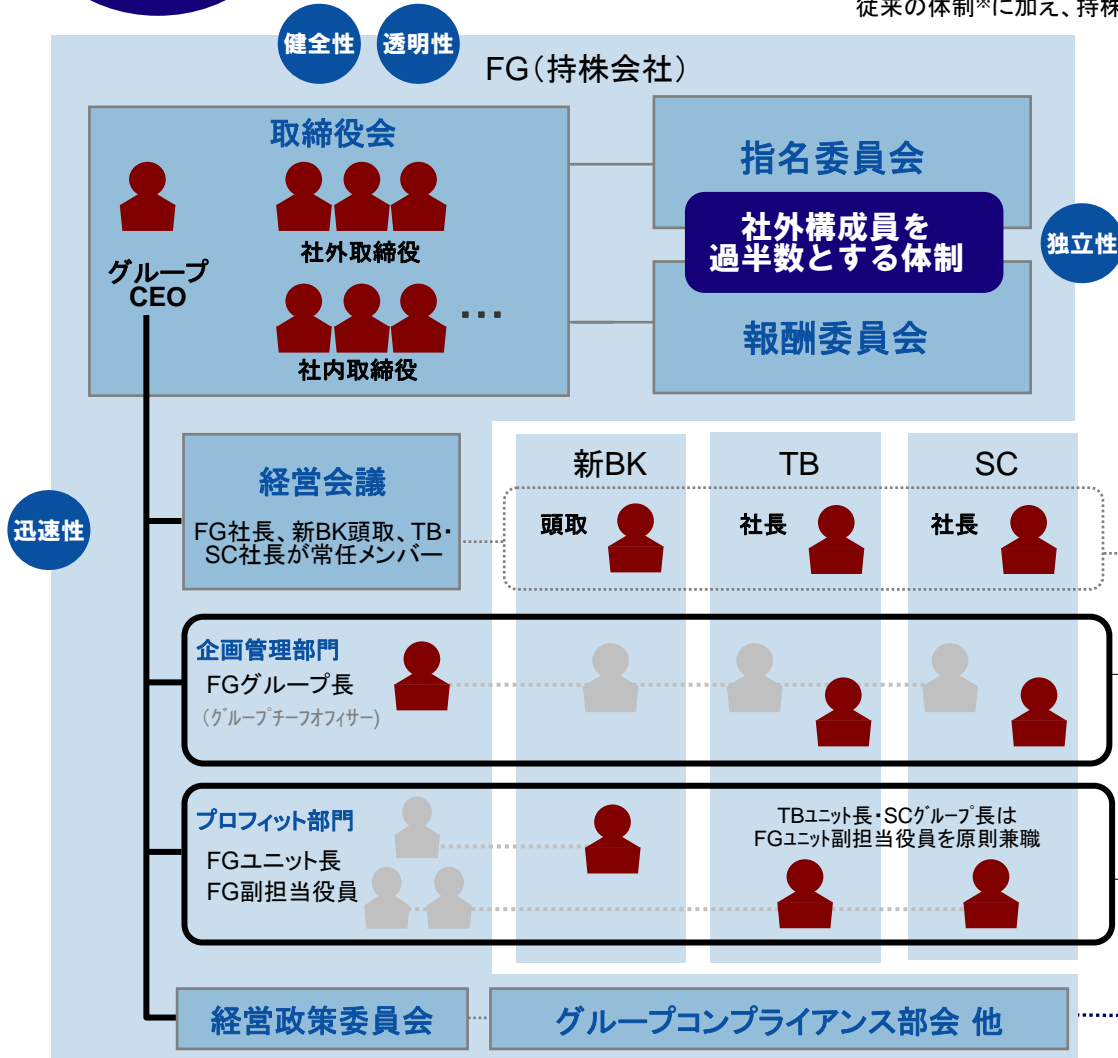 従来の体制※に加え、持株
健全性
透明性
FG(持株会社)
取締役会
グループ
CEO
社外取締役
…
社内取締役
指名委員会
社外構成員を
過半数とする体制
報酬委員会
独立性
迅速性
経営会議
FG社長、新BK頭取、TB・
SC社長が常任メンバー
新BK
TB
SC
頭取
社長
社長
企画管理部門
FGグループ長
(グループチーフオフィサー)
プロフィット部門
FGユニット長
FG副担当役員
TBユニット長・SCグループ長は
FGユニット副担当役員を原則兼職
経営政策委員会
グループコンプライアンス部会 他